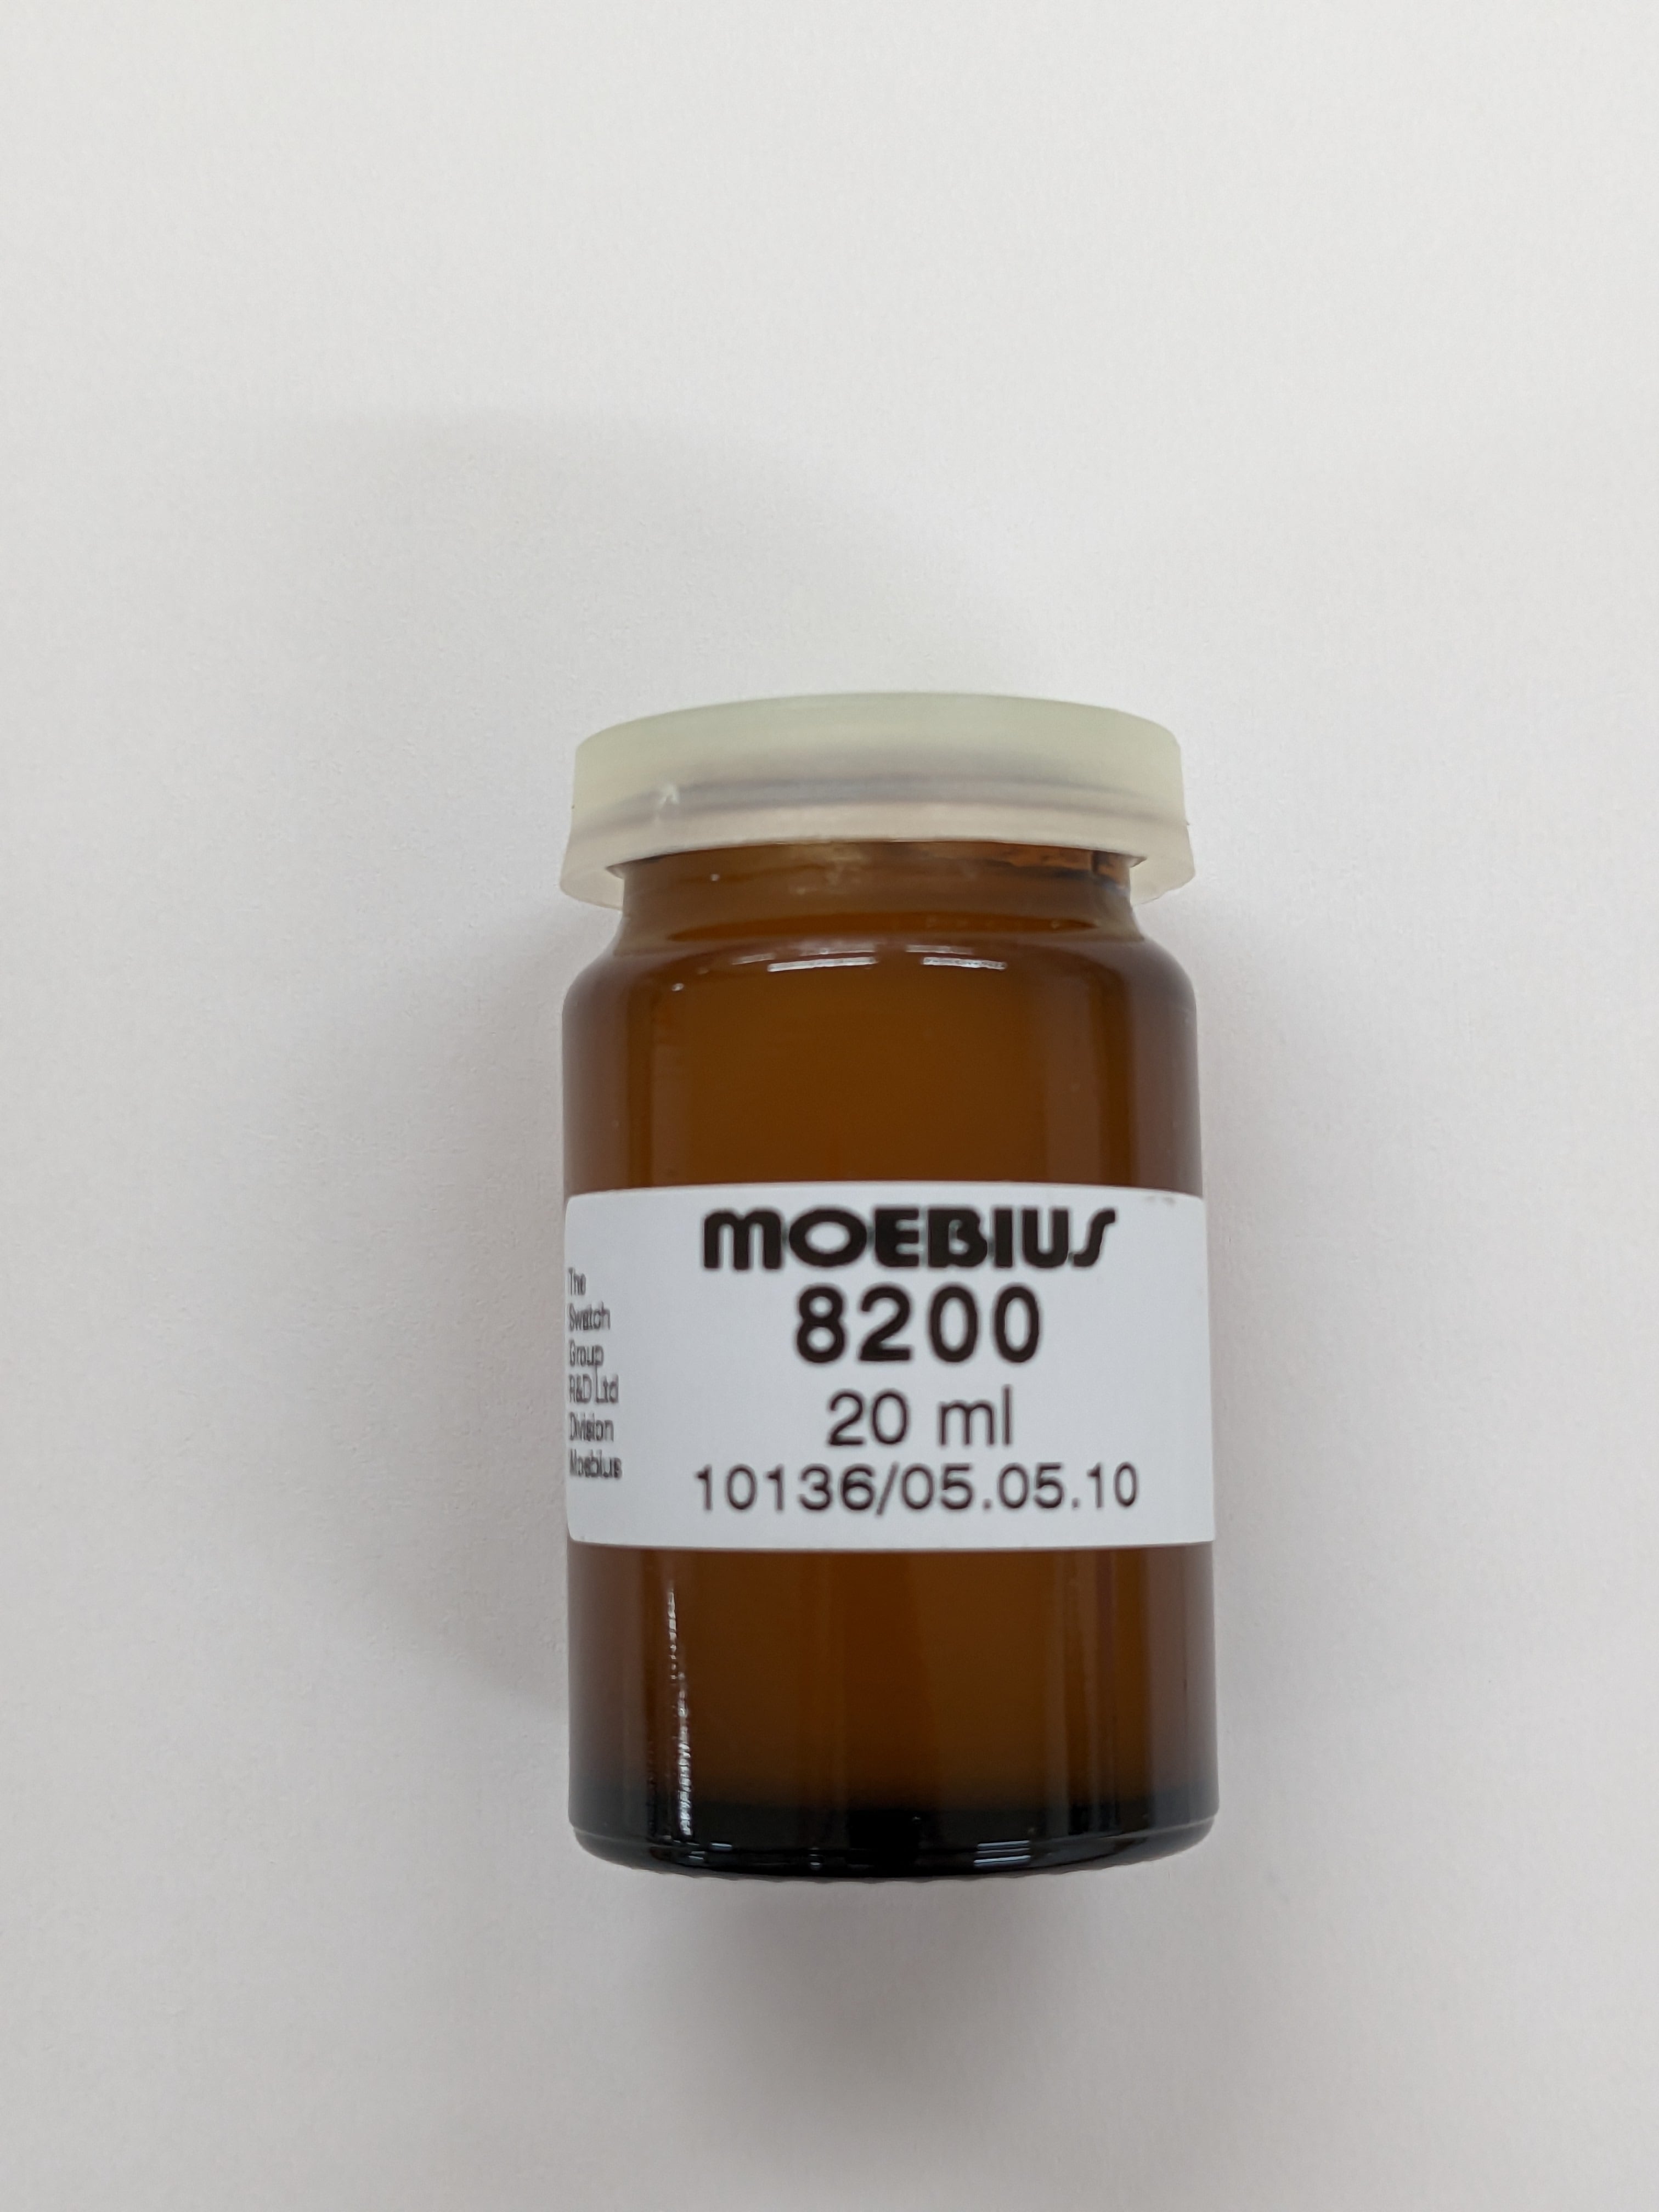 MOEBIUS
8200
20 ml
10136/05.05.10
The
Swatch
Group
R&D Ltd
Division
Moebius